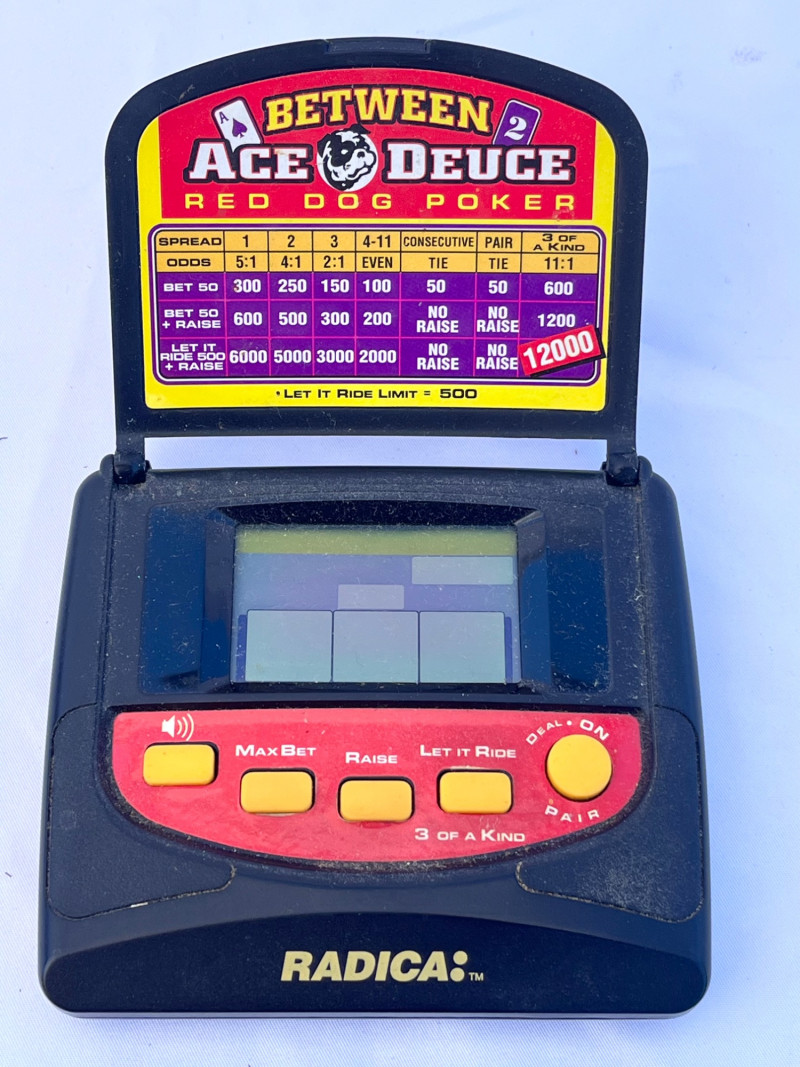 A
BETWEEN
2
ACE DEUCE
RED DOG POKER
SPREAD 1 2 3 4-11 CONSECUTIVE PAIR 3 OF A KIND
ODDS 5:1 4:1 2:1 EVEN TIE TIE 11:1
BET 50 300 250 150 100 50 50 600
BET 50 + RAISE 600 500 300 200 NO RAISE NO RAISE 1200
LET IT RIDE 500 + RAISE 6000 5000 3000 2000 NO RAISE NO RAISE 12000
• LET IT RIDE LIMIT = 500
DEAL • ON
MAX BET RAISE LET IT RIDE
PAIR
3 OF A KIND
RADICA:™